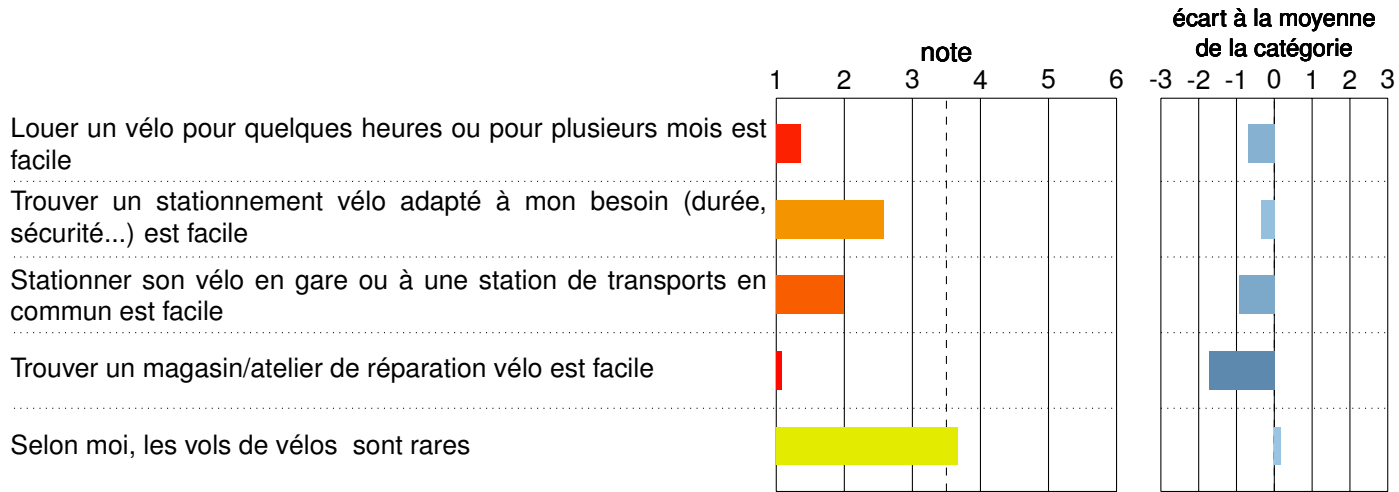 écart à la moyenne
de la catégorie
note
1 2 3 4 5 6
-3 -2 -1 0 1 2 3
Louer un vélo pour quelques heures ou pour plusieurs mois est
facile
Trouver un stationnement vélo adapté à mon besoin (durée,
sécurité...) est facile
Stationner son vélo en gare ou à une station de transports en
commun est facile
Trouver un magasin/atelier de réparation vélo est facile
Selon moi, les vols de vélos sont rares